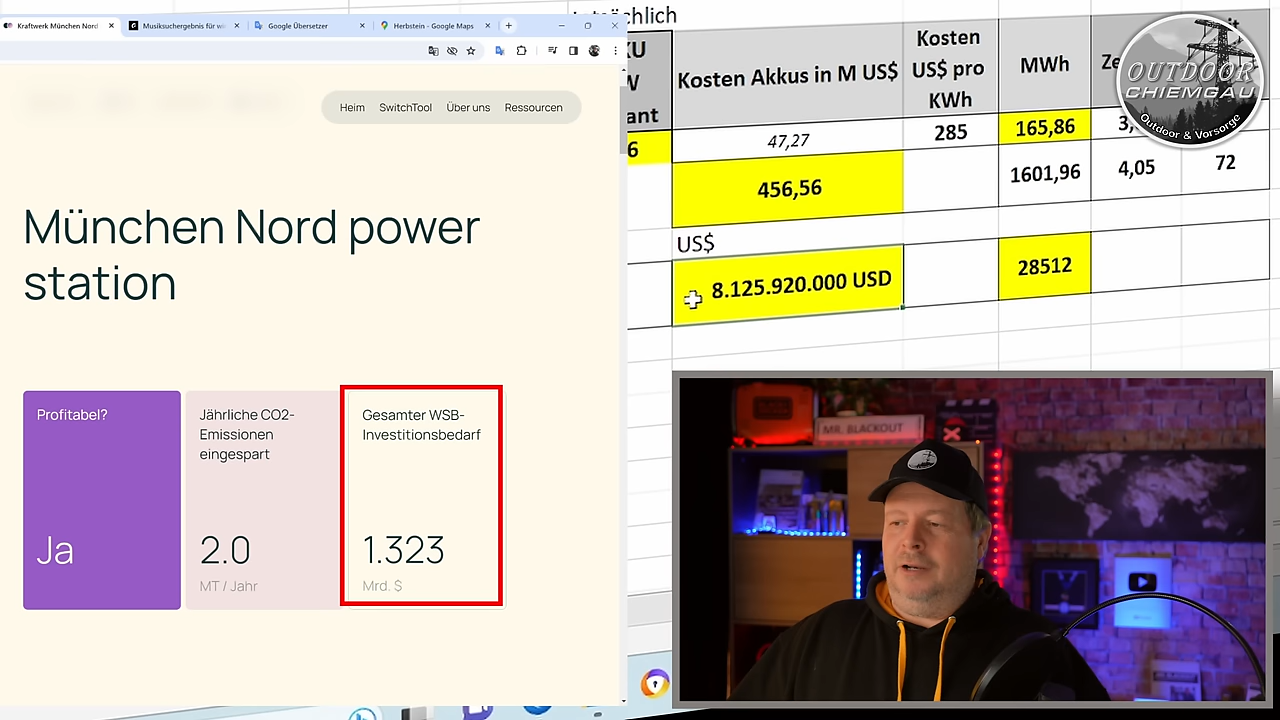 Kraftwerk München Nord
Musiksuchergebnis für wi
Google Übersetzer
Herbstein - Google Maps
Heim
SwitchTool
Über uns
Ressourcen
München Nord power
station
Profitabel?
Ja
Jährliche CO2-
Emissionen
eingespart
2.0
MT / Jahr
Gesamter WSB-
Investitionsbedarf
1.323
Mrd. $
Kosten Akkus in M US$
Kosten
US$ pro
KWh
MWh
47,27
285
165,86
456,56
1601,96
4,05
72
US$
8.125.920.000 USD
28512
OUTDOOR
CHIEMGAU
Outdoor & Vorsorge
MR. BLACKOUT